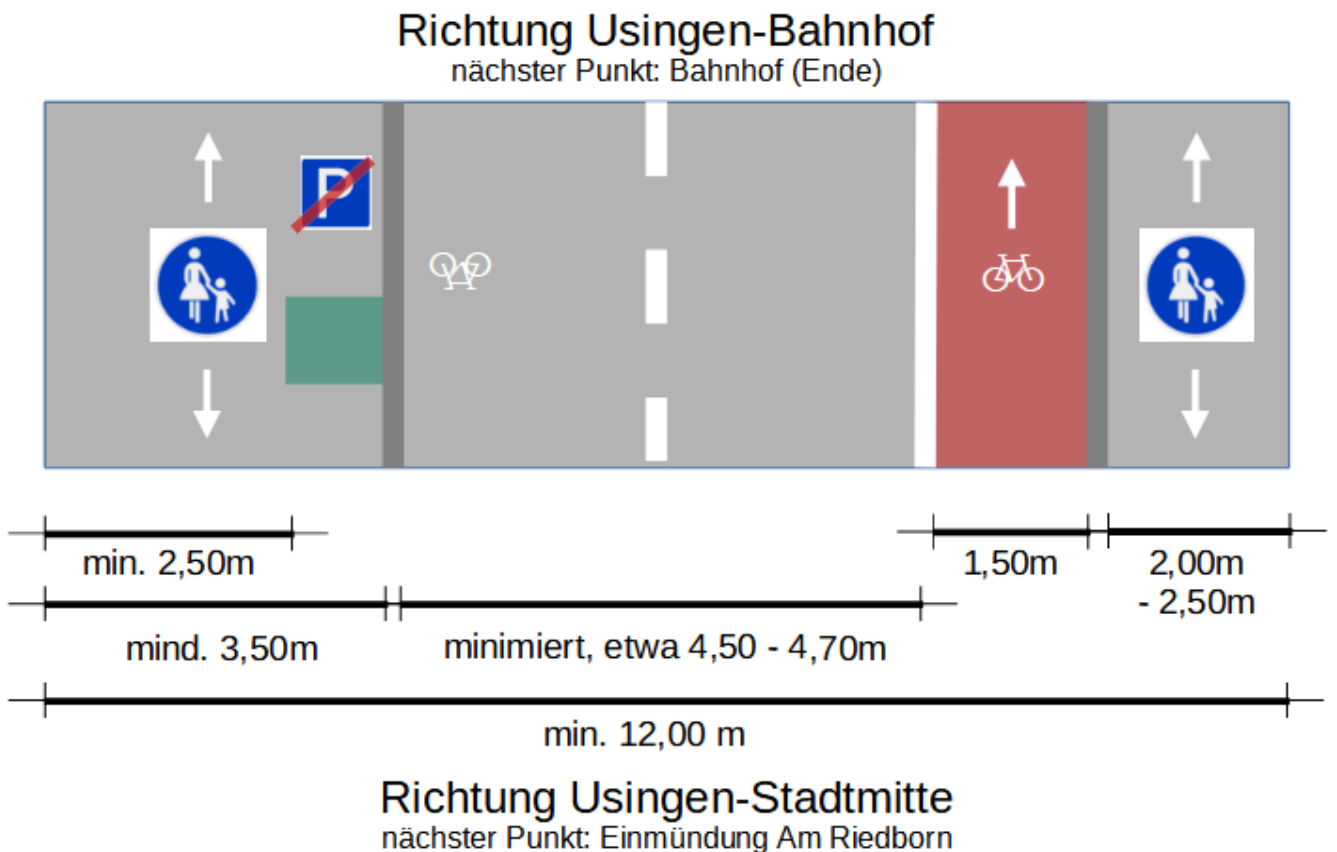 Richtung Usingen-Bahnhof
nächster Punkt: Bahnhof (Ende)
P
min. 2,50m
1,50m
2,00m
- 2,50m
mind. 3,50m
minimiert, etwa 4,50 - 4,70m
min. 12,00 m
Richtung Usingen-Stadtmitte
nächster Punkt: Einmündung Am Riedborn